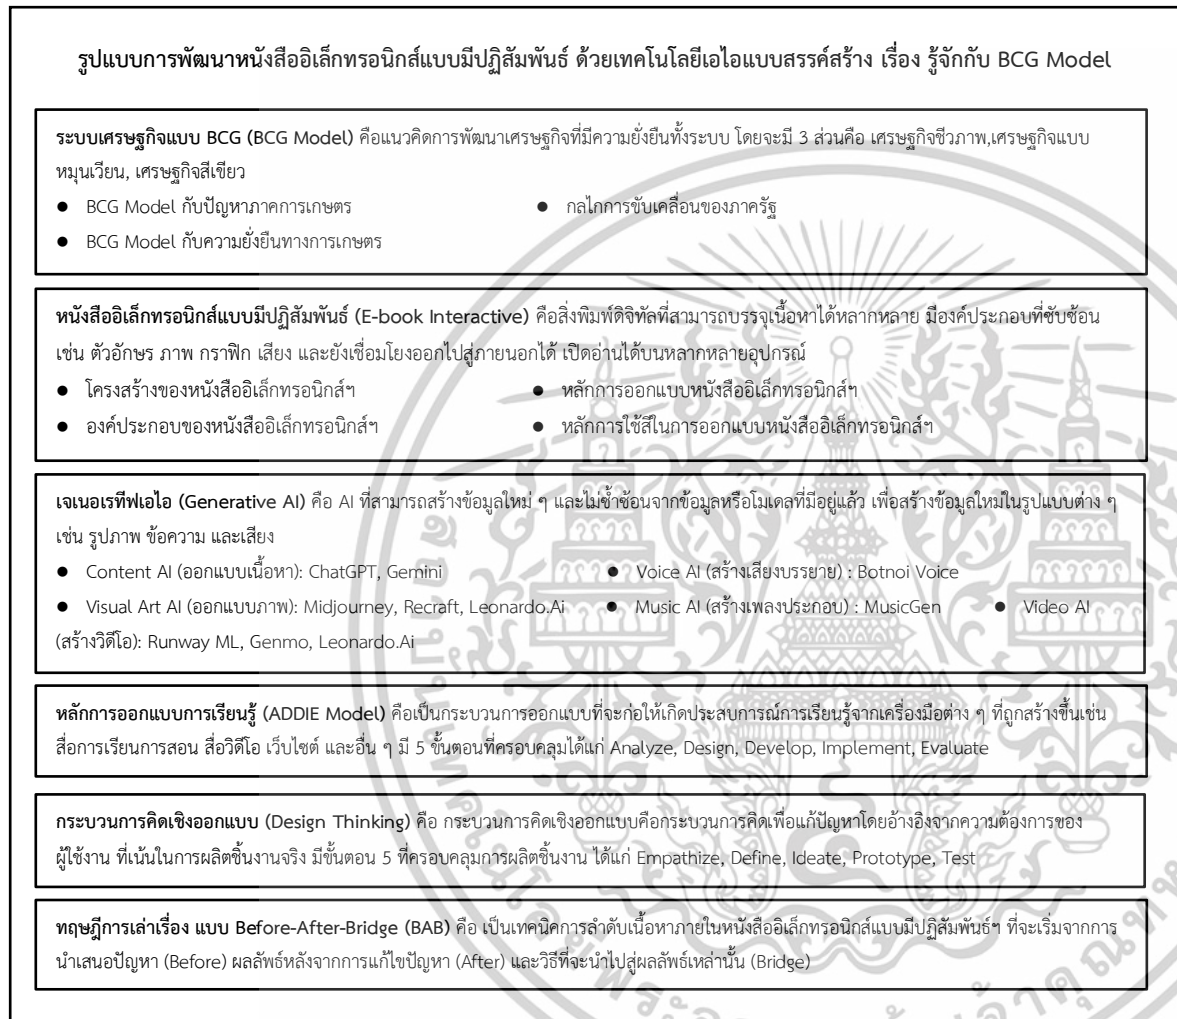 รูปแบบการพัฒนาหนังสืออิเล็กทรอนิกส์แบบมีปฏิสัมพันธ์ ด้วยเทคโนโลยีเอไอแบบสรรค์สร้าง เรื่อง รู้จักกับ BCG Model
ระบบเศรษฐกิจแบบ BCG (BCG Model) คือแนวคิดการพัฒนาเศรษฐกิจที่มีความยั่งยืนทั้งระบบ โดยจะมี 3 ส่วนคือ เศรษฐกิจชีวภาพ,เศรษฐกิจแบบ
หมุนเวียน, เศรษฐกิจสีเขียว
● BCG Model กับปัญหาภาคการเกษตร ● กลไกการขับเคลื่อนของภาครัฐ
● BCG Model กับความยั่งยืนทางการเกษตร
หนังสืออิเล็กทรอนิกส์แบบมีปฏิสัมพันธ์ (E-book Interactive) คือสิ่งพิมพ์ดิจิทัลที่สามารถบรรจุเนื้อหาได้หลากหลาย มีองค์ประกอบที่ซับซ้อน
เช่น ตัวอักษร ภาพ กราฟิก เสียง และยังเชื่อมโยงออกไปสู่ภายนอกได้ เปิดอ่านได้บนหลากหลายอุปกรณ์
● โครงสร้างของหนังสืออิเล็กทรอนิกส์ฯ ● หลักการออกแบบหนังสืออิเล็กทรอนิกส์ฯ
● องค์ประกอบของหนังสืออิเล็กทรอนิกส์ฯ ● หลักการใช้สีในการออกแบบหนังสืออิเล็กทรอนิกส์ฯ
เจเนอเรทีฟเอไอ (Generative AI) คือ AI ที่สามารถสร้างข้อมูลใหม่ ๆ และไม่ซ้ำซ้อนจากข้อมูลหรือโมเดลที่มีอยู่แล้ว เพื่อสร้างข้อมูลใหม่ในรูปแบบต่าง ๆ
เช่น รูปภาพ ข้อความ และเสียง
● Content AI (ออกแบบเนื้อหา): ChatGPT, Gemini ● Voice AI (สร้างเสียงบรรยาย) : Botnoi Voice
● Visual Art AI (ออกแบบภาพ): Midjourney, Recraft, Leonardo.Ai ● Music AI (สร้างเพลงประกอบ) : MusicGen ● Video AI
(สร้างวิดีโอ): Runway ML, Genmo, Leonardo.Ai
หลักการออกแบบการเรียนรู้ (ADDIE Model) คือเป็นกระบวนการออกแบบที่จะก่อให้เกิดประสบการณ์การเรียนรู้จากเครื่องมือต่าง ๆ ที่ถูกสร้างขึ้นเช่น
สื่อการเรียนการสอน สื่อวิดีโอ เว็บไซต์ และอื่น ๆ มี 5 ขั้นตอนที่ครอบคลุมได้แก่ Analyze, Design, Develop, Implement, Evaluate
กระบวนการคิดเชิงออกแบบ (Design Thinking) คือ กระบวนการคิดเชิงออกแบบคือกระบวนการคิดเพื่อแก้ปัญหาโดยอ้างอิงจากความต้องการของ
ผู้ใช้งาน ที่เน้นในการผลิตชิ้นงานจริง มีขั้นตอน 5 ที่ครอบคลุมการผลิตชิ้นงาน ได้แก่ Empathize, Define, Ideate, Prototype, Test
ทฤษฎีการเล่าเรื่อง แบบ Before-After-Bridge (BAB) คือ เป็นเทคนิคการลำดับเนื้อหาภายในหนังสืออิเล็กทรอนิกส์แบบมีปฏิสัมพันธ์ฯ ที่จะเริ่มจากการ
นำเสนอปัญหา (Before) ผลลัพธ์หลังจากการแก้ไขปัญหา (After) และวิธีที่จะนำไปสู่ผลลัพธ์เหล่านั้น (Bridge)